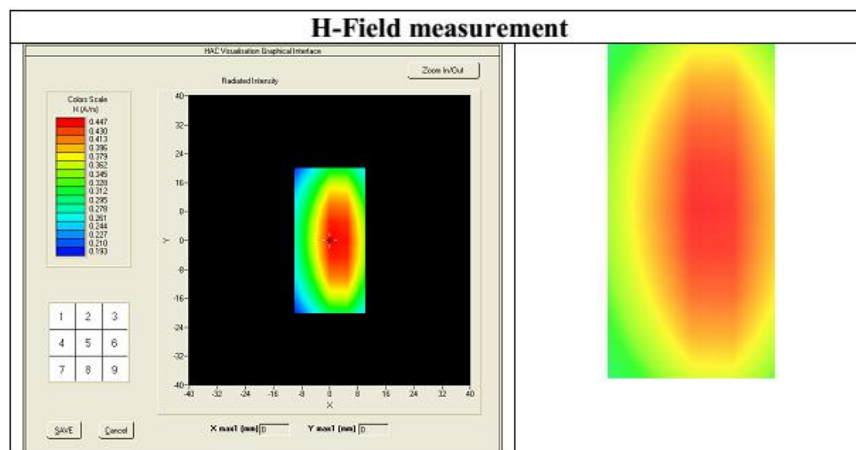 H-Field measurement
HAC Visualisation Graphical Interface
Zoom In/Out
Radiated Intensity
Colors Scale
H (A/m)
0.447
0.430
0.413
0.396
0.379
0.362
0.345
0.328
0.312
0.295
0.278
0.261
0.244
0.227
0.210
0.193
40
32
24
16
8
0
-8
-16
-24
-32
-40
Y
-40 -32 -24 -16 -8 0 8 16 24 32 40
X
1 2 3
4 5 6
7 8 9
SAVE Cancel X max1 (mm) 0 Y max1 (mm) 0